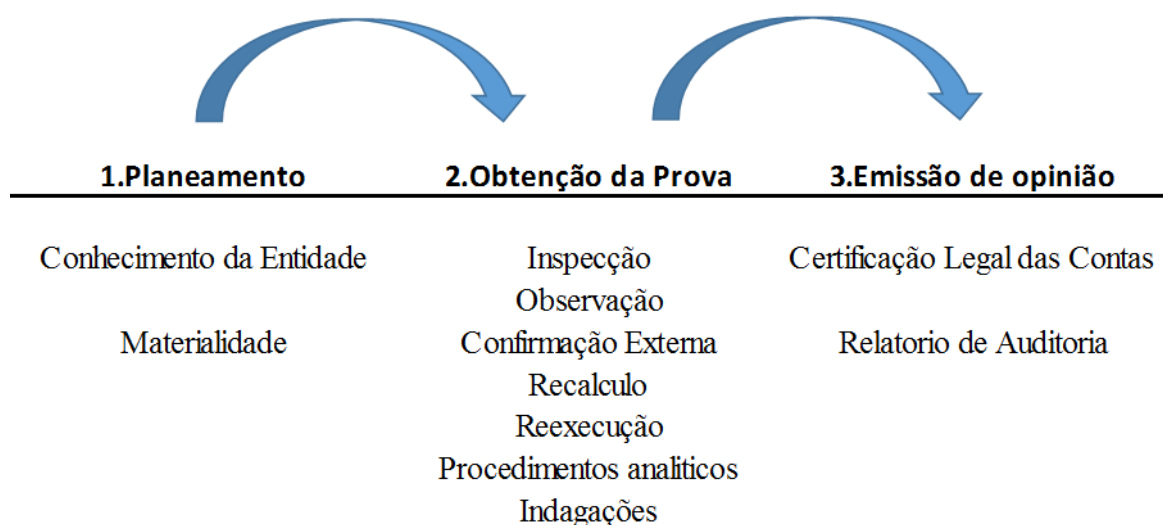 1.Planeamento 2.Obtenção da Prova 3.Emissão de opinião
Conhecimento da Entidade Inspecção Certificação Legal das Contas
Observação
Materialidade Confirmação Externa Relatorio de Auditoria
Recalculo
Reexecução
Procedimentos analiticos
Indagações